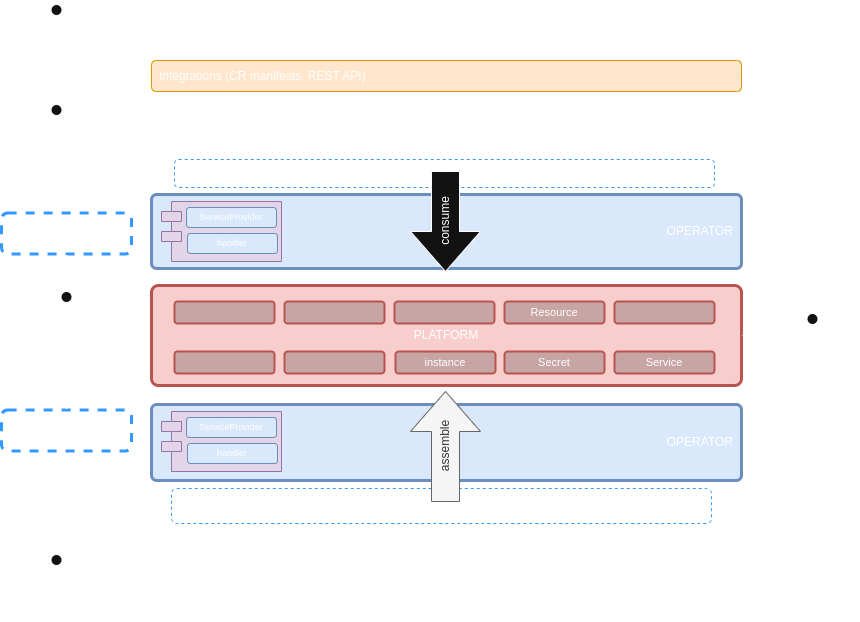 Integrations (CR manifests, REST API)
consume
ServiceProvider
OPERATOR
handler
Resource
PLATFORM
instance
Secret
Service
ServiceProvider
assemble
OPERATOR
handler